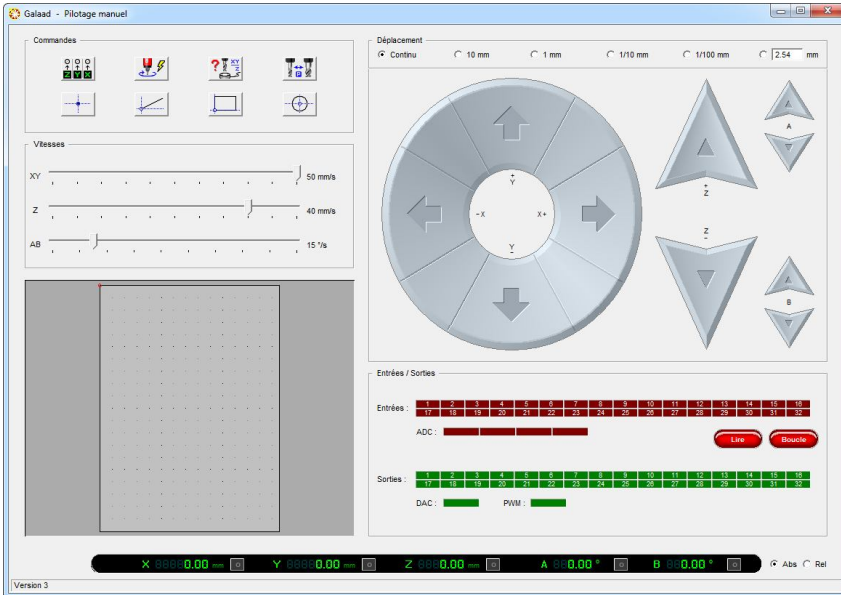 Galaad - Pilotage manuel
Commandes
Z Y X
? XY Z
P
Vitesses
XY 50 mm/s
Z 40 mm/s
AB 15 °/s
Déplacement
Continu 10 mm 1 mm 1/10 mm 1/100 mm 2.54 mm
+
Y
-X X+
Y
-
+
Z
Z
-
A
B
Entrées / Sorties
Entrées : 1 2 3 4 5 6 7 8 9 10 11 12 13 14 15 16
17 18 19 20 21 22 23 24 25 26 27 28 29 30 31 32
ADC :
Lire Boucle
Sorties : 1 2 3 4 5 6 7 8 9 10 11 12 13 14 15 16
17 18 19 20 21 22 23 24 25 26 27 28 29 30 31 32
DAC : PWM :
X 0.00 mm Y 0.00 mm Z 0.00 mm A 0.00 ° B 0.00 ° Abs Rel
Version 3